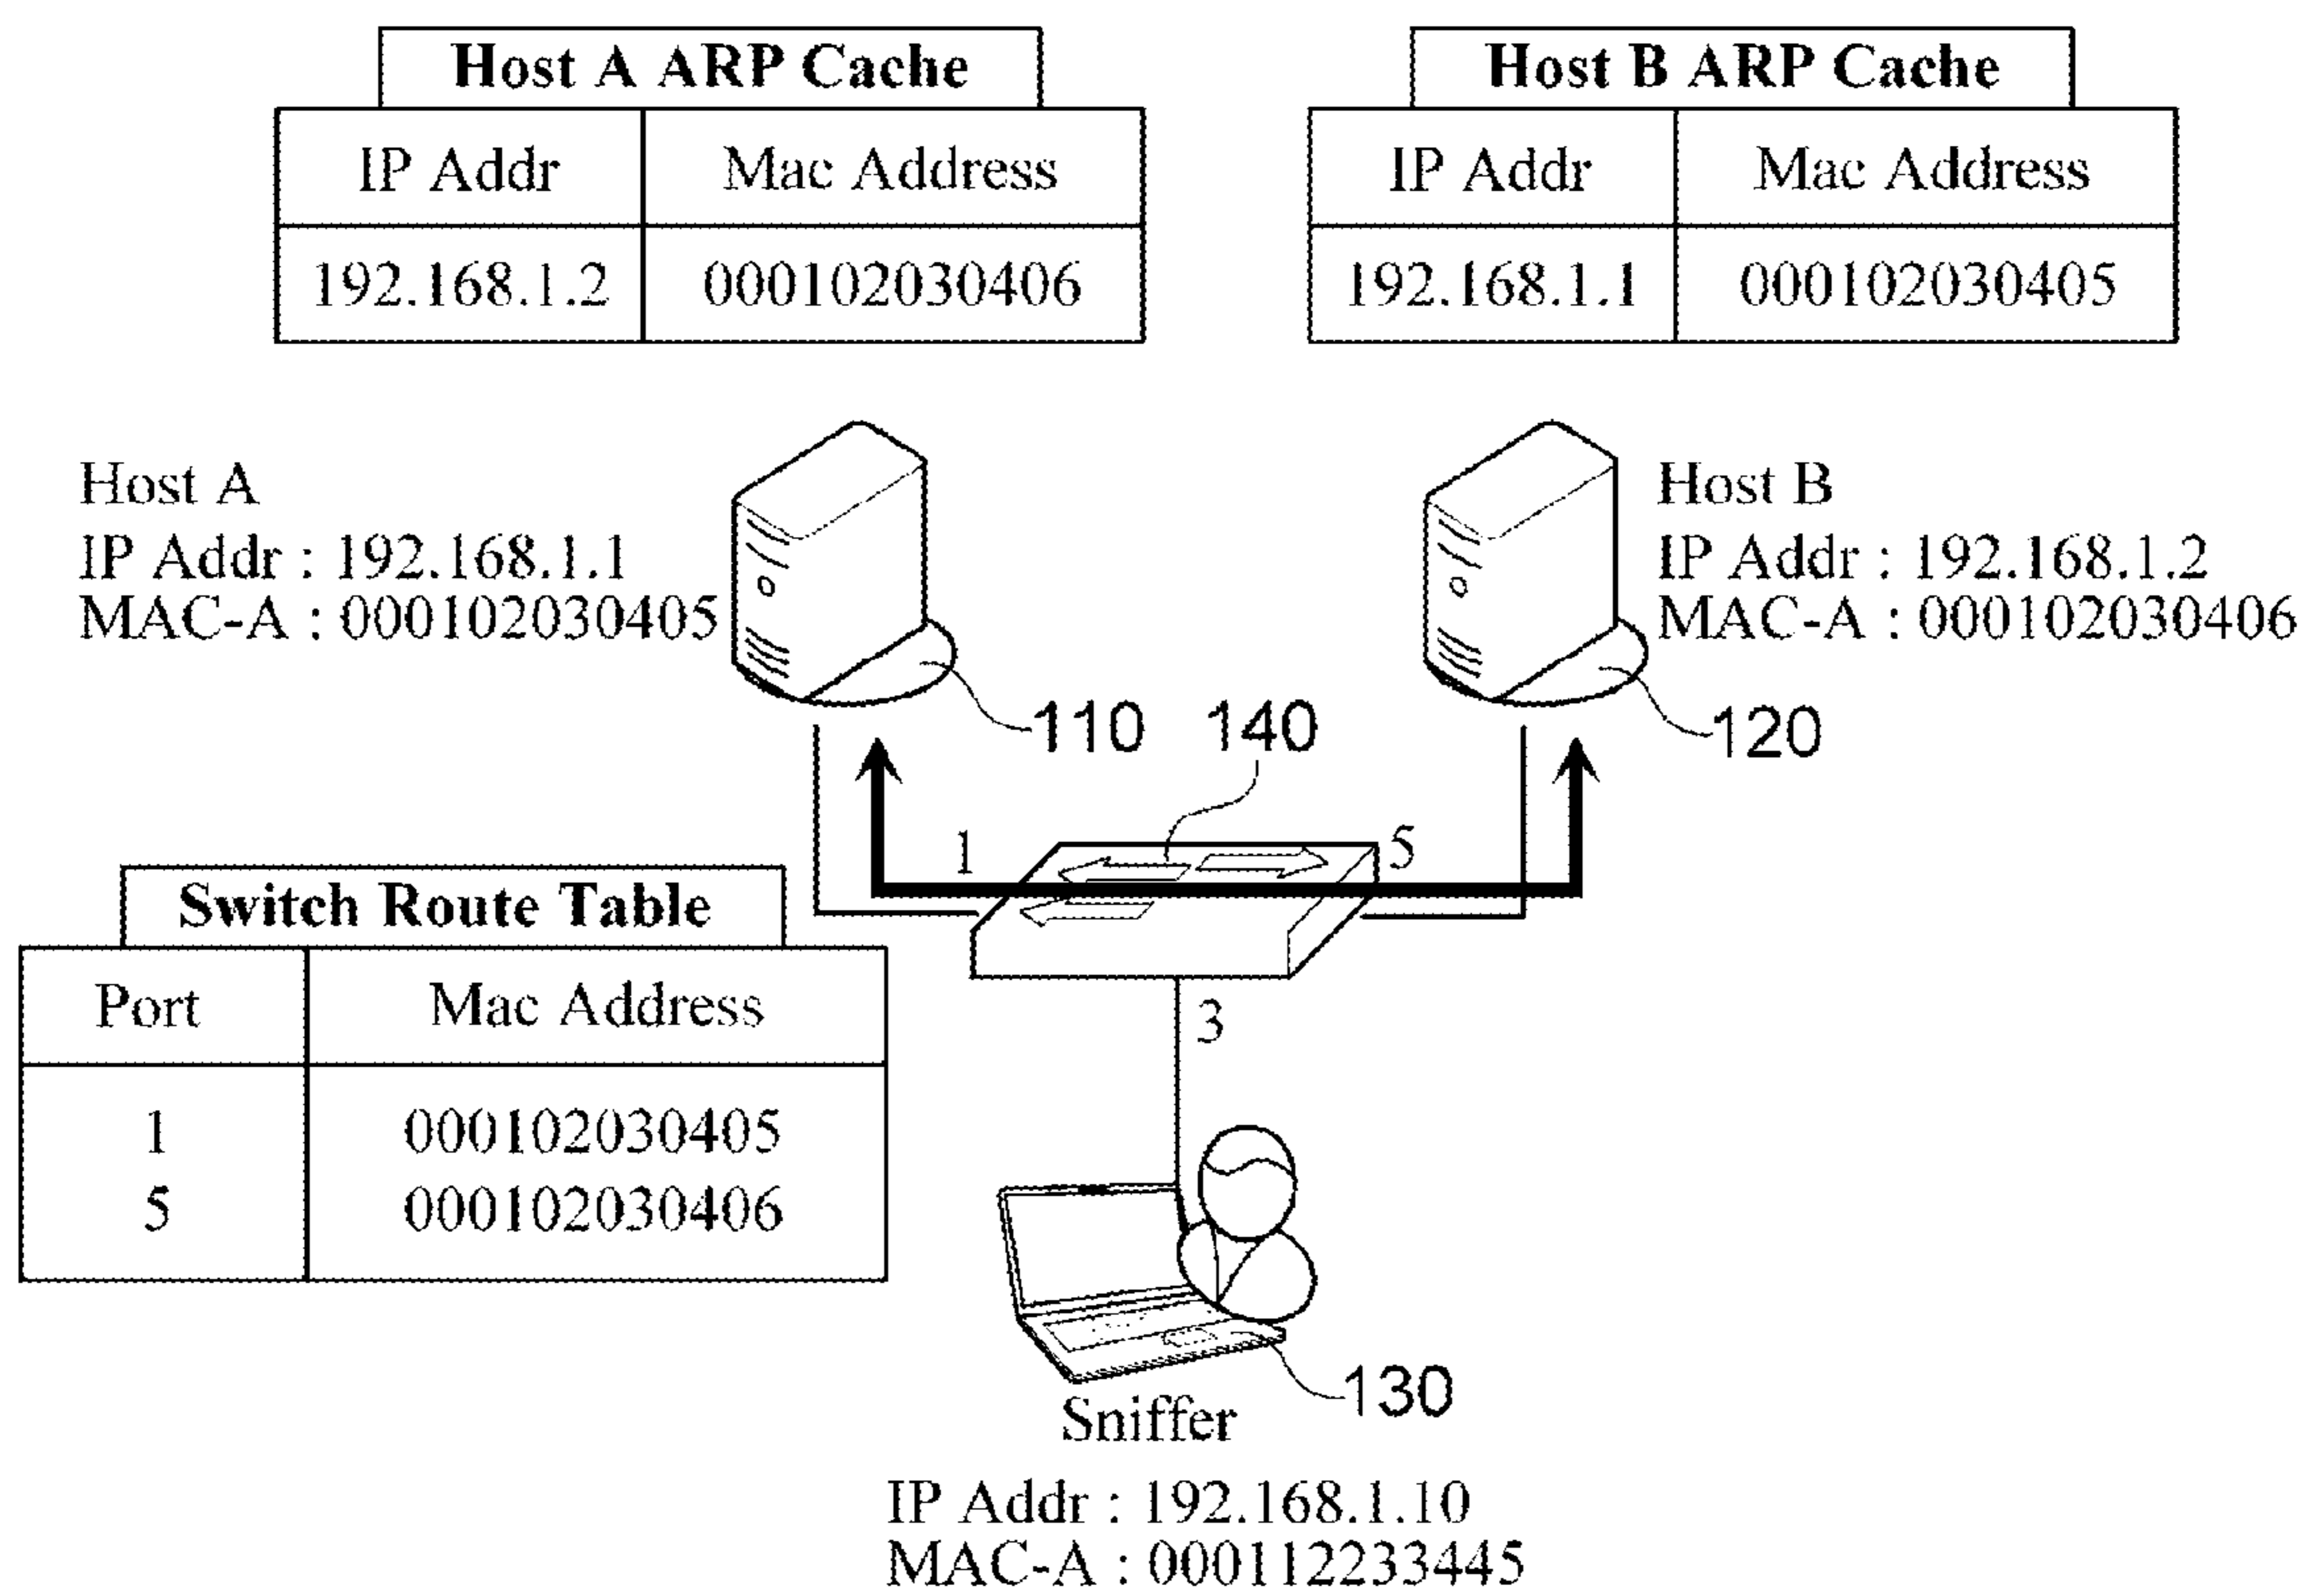 Host A ARP Cache
IP Addr Mac Address
192.168.1.2 000102030406
Host B ARP Cache
IP Addr Mac Address
192.168.1.1 000102030405
Host A
IP Addr : 192.168.1.1
MAC-A : 000102030405
Host B
IP Addr : 192.168.1.2
MAC-A : 000102030406
110
140
120
1
5
3
Switch Route Table
Port Mac Address
1 000102030405
5 000102030406
130
Sniffer
IP Addr : 192.168.1.10
MAC-A : 000112233445